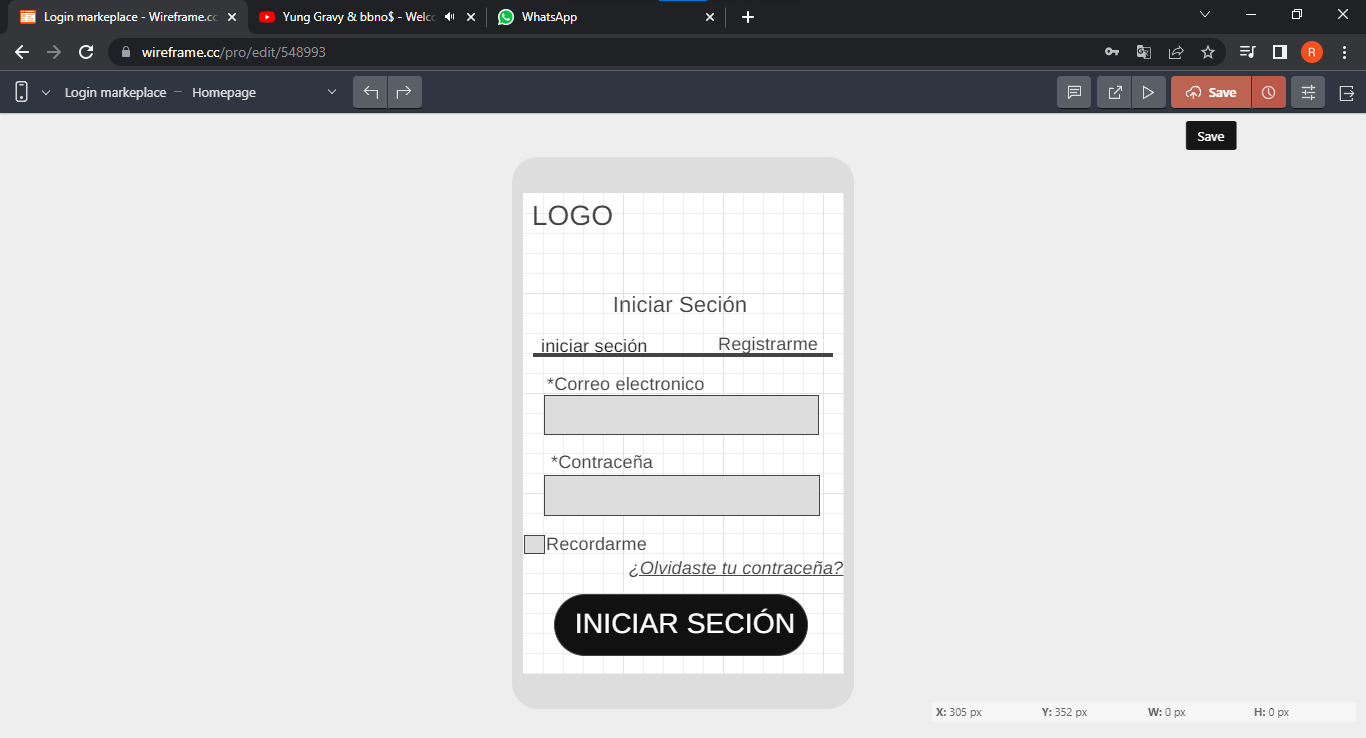 Login markeplace - Wireframe.cc
Yung Gravy & bbno$ - Welc
WhatsApp
wireframe.cc/pro/edit/548993
R
Login markeplace – Homepage
Save
Save
LOGO
Iniciar Seción
iniciar seción
Registrarme
*Correo electronico
*Contraceña
Recordarme
¿Olvidaste tu contraceña?
INICIAR SECIÓN
X: 305 px Y: 352 px W: 0 px H: 0 px